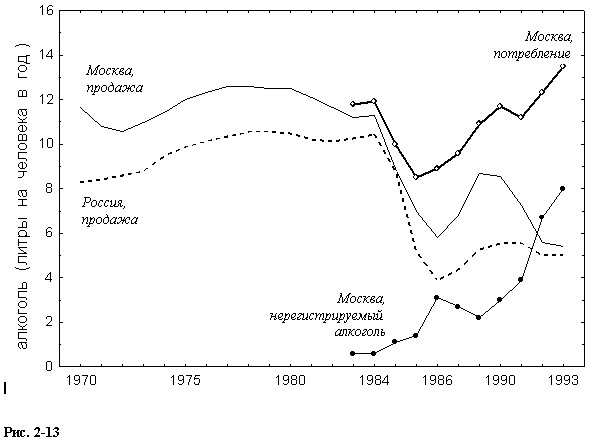 алкоголь (литры на человека в год)
16
14
12
10
8
6
4
2
0
Москва,
потребление
Москва,
продажа
Россия,
продажа
Москва,
нерегистрируемый
алкоголь
1970 1975 1980 1984 1986 1990 1993
Рис. 2-13